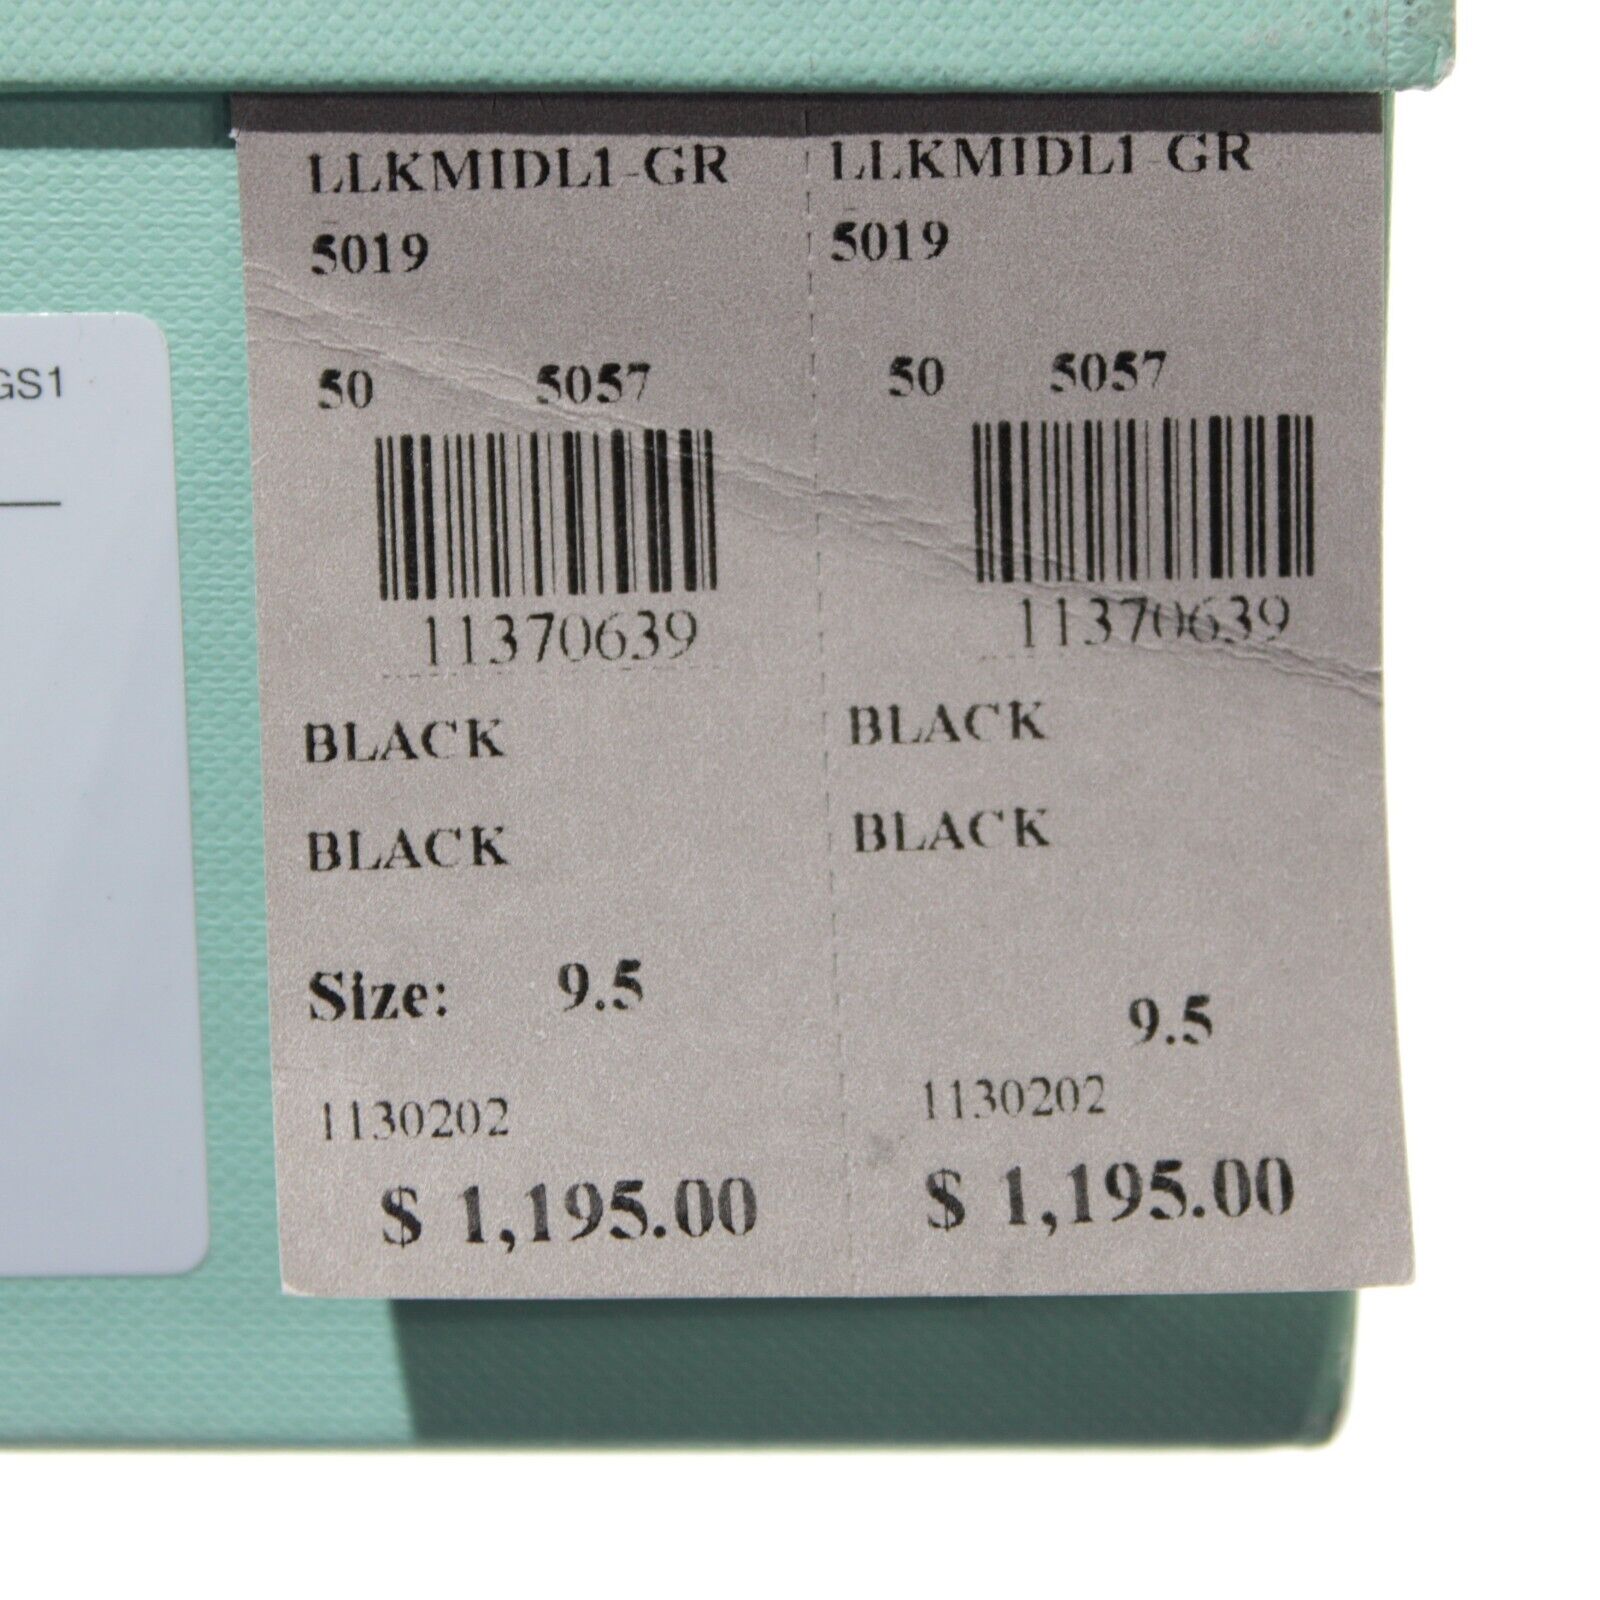 GS1
LLKMIDL1-GR
5019
50 5057
11370639
BLACK
BLACK
Size: 9.5
1130202
$ 1,195.00
LLKMIDL1-GR
5019
50 5057
11370639
BLACK
BLACK
9.5
1130202
$ 1,195.00